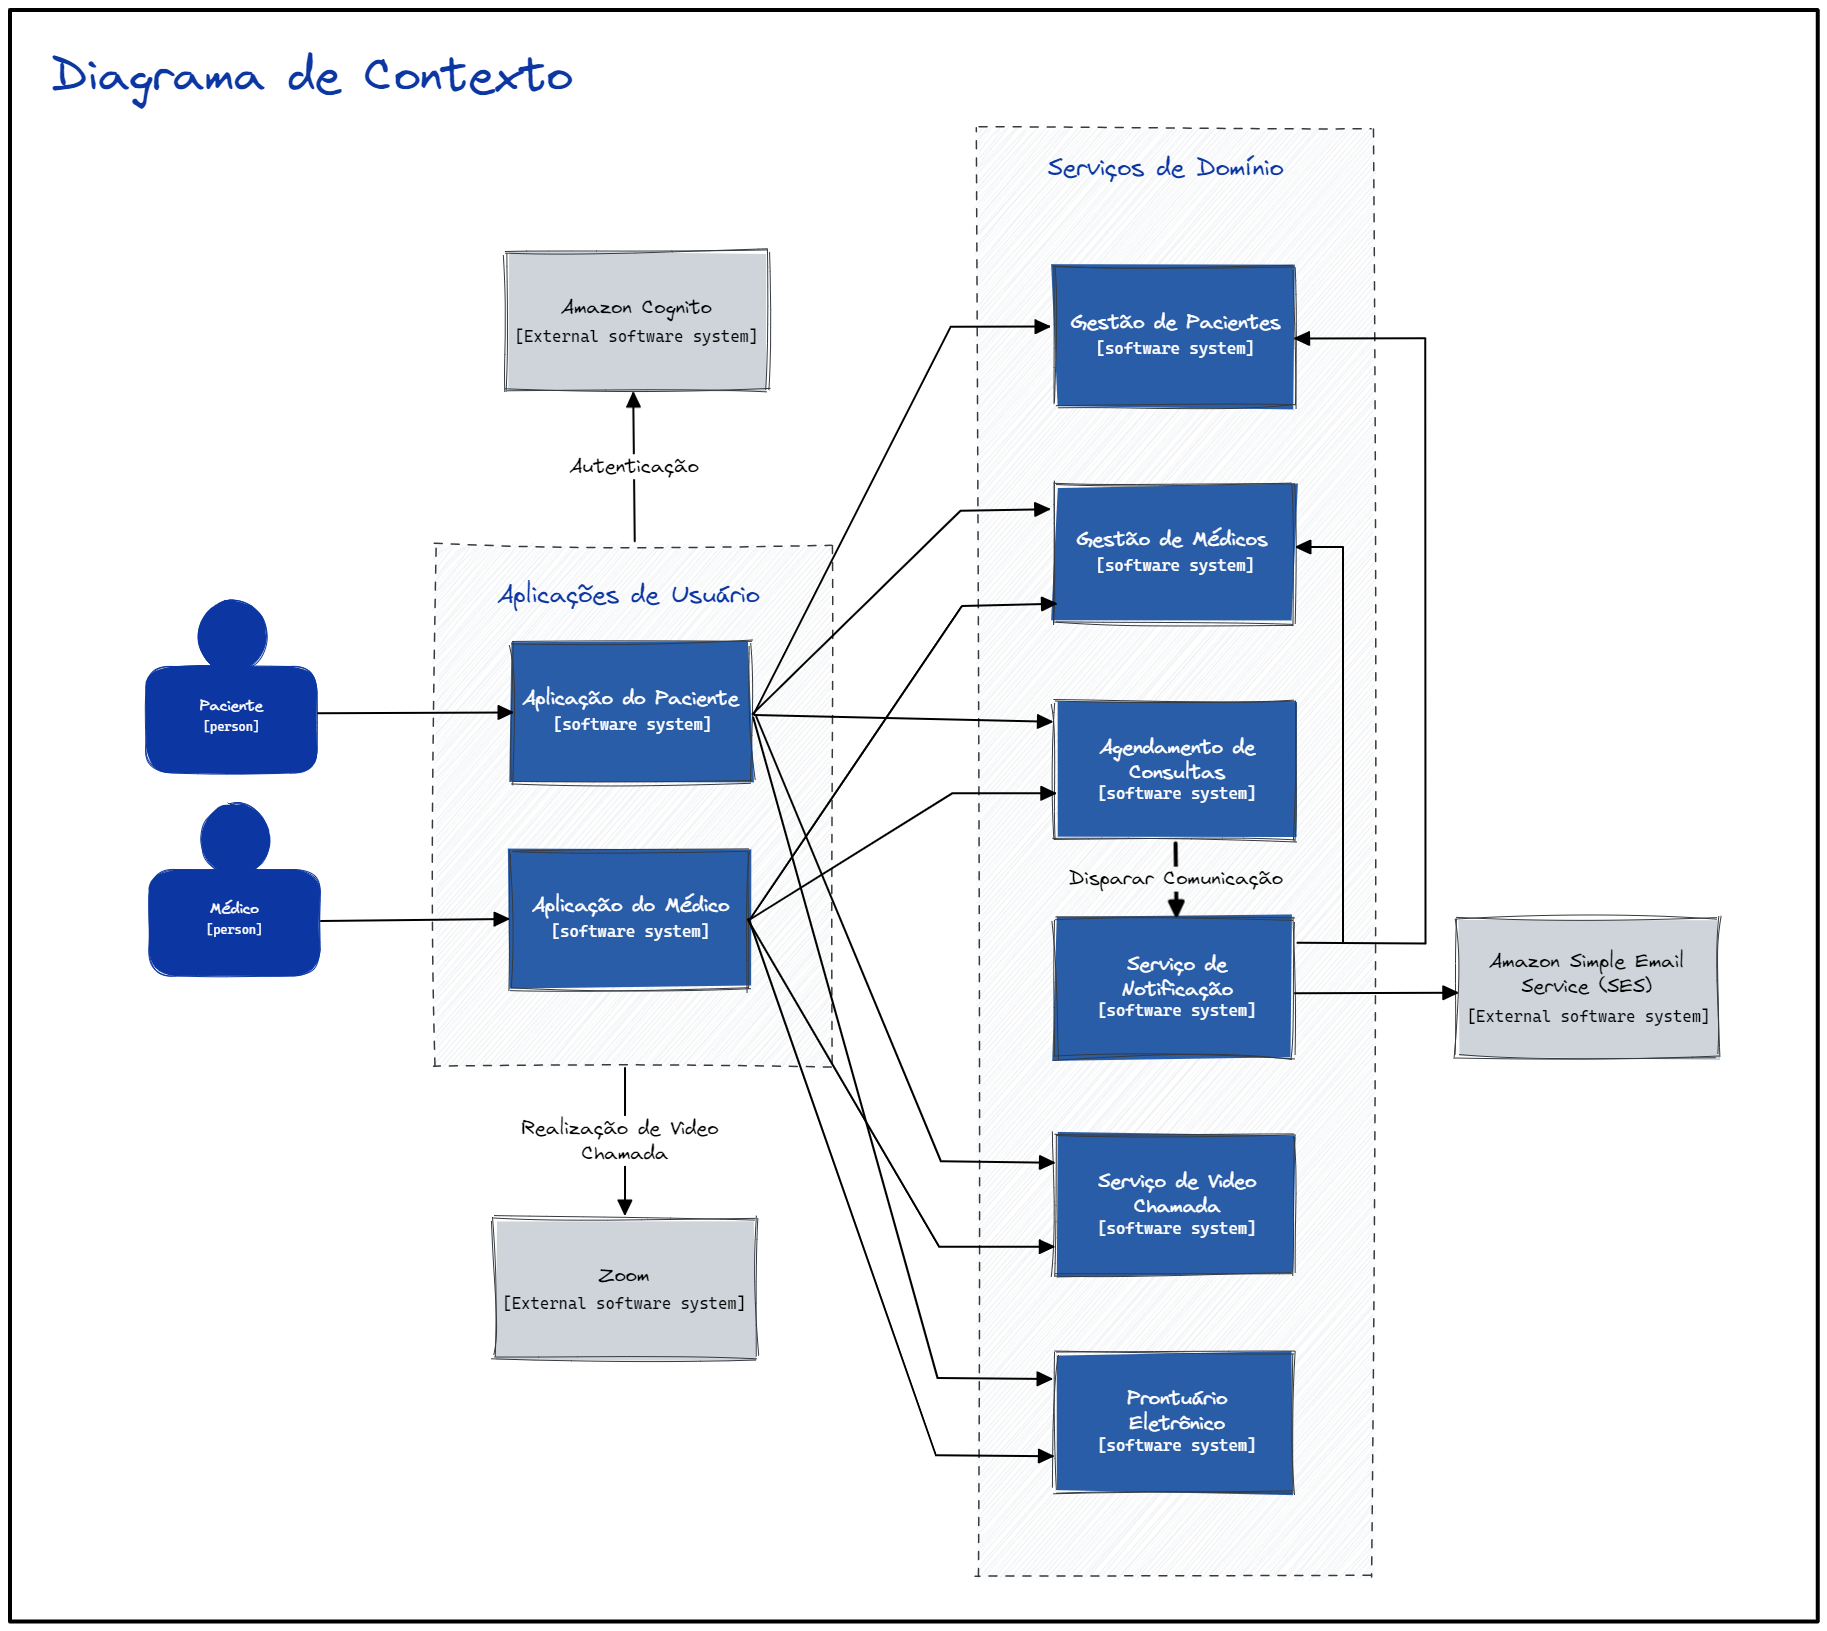 Diagrama de Contexto
Serviços de Domínio
Amazon Cognito
[External software system]
Gestão de Pacientes
[software system]
Autenticação
Gestão de Médicos
[software system]
Aplicações de Usuário
Paciente
[person]
Aplicação do Paciente
[software system]
Agendamento de
Consultas
[software system]
Disparar Comunicação
Médico
[person]
Aplicação do Médico
[software system]
Serviço de
Notificação
[software system]
Amazon Simple Email
Service (SES)
[External software system]
Realização de Video
Chamada
Serviço de Video
Chamada
[software system]
Zoom
[External software system]
Prontuário
Eletrônico
[software system]